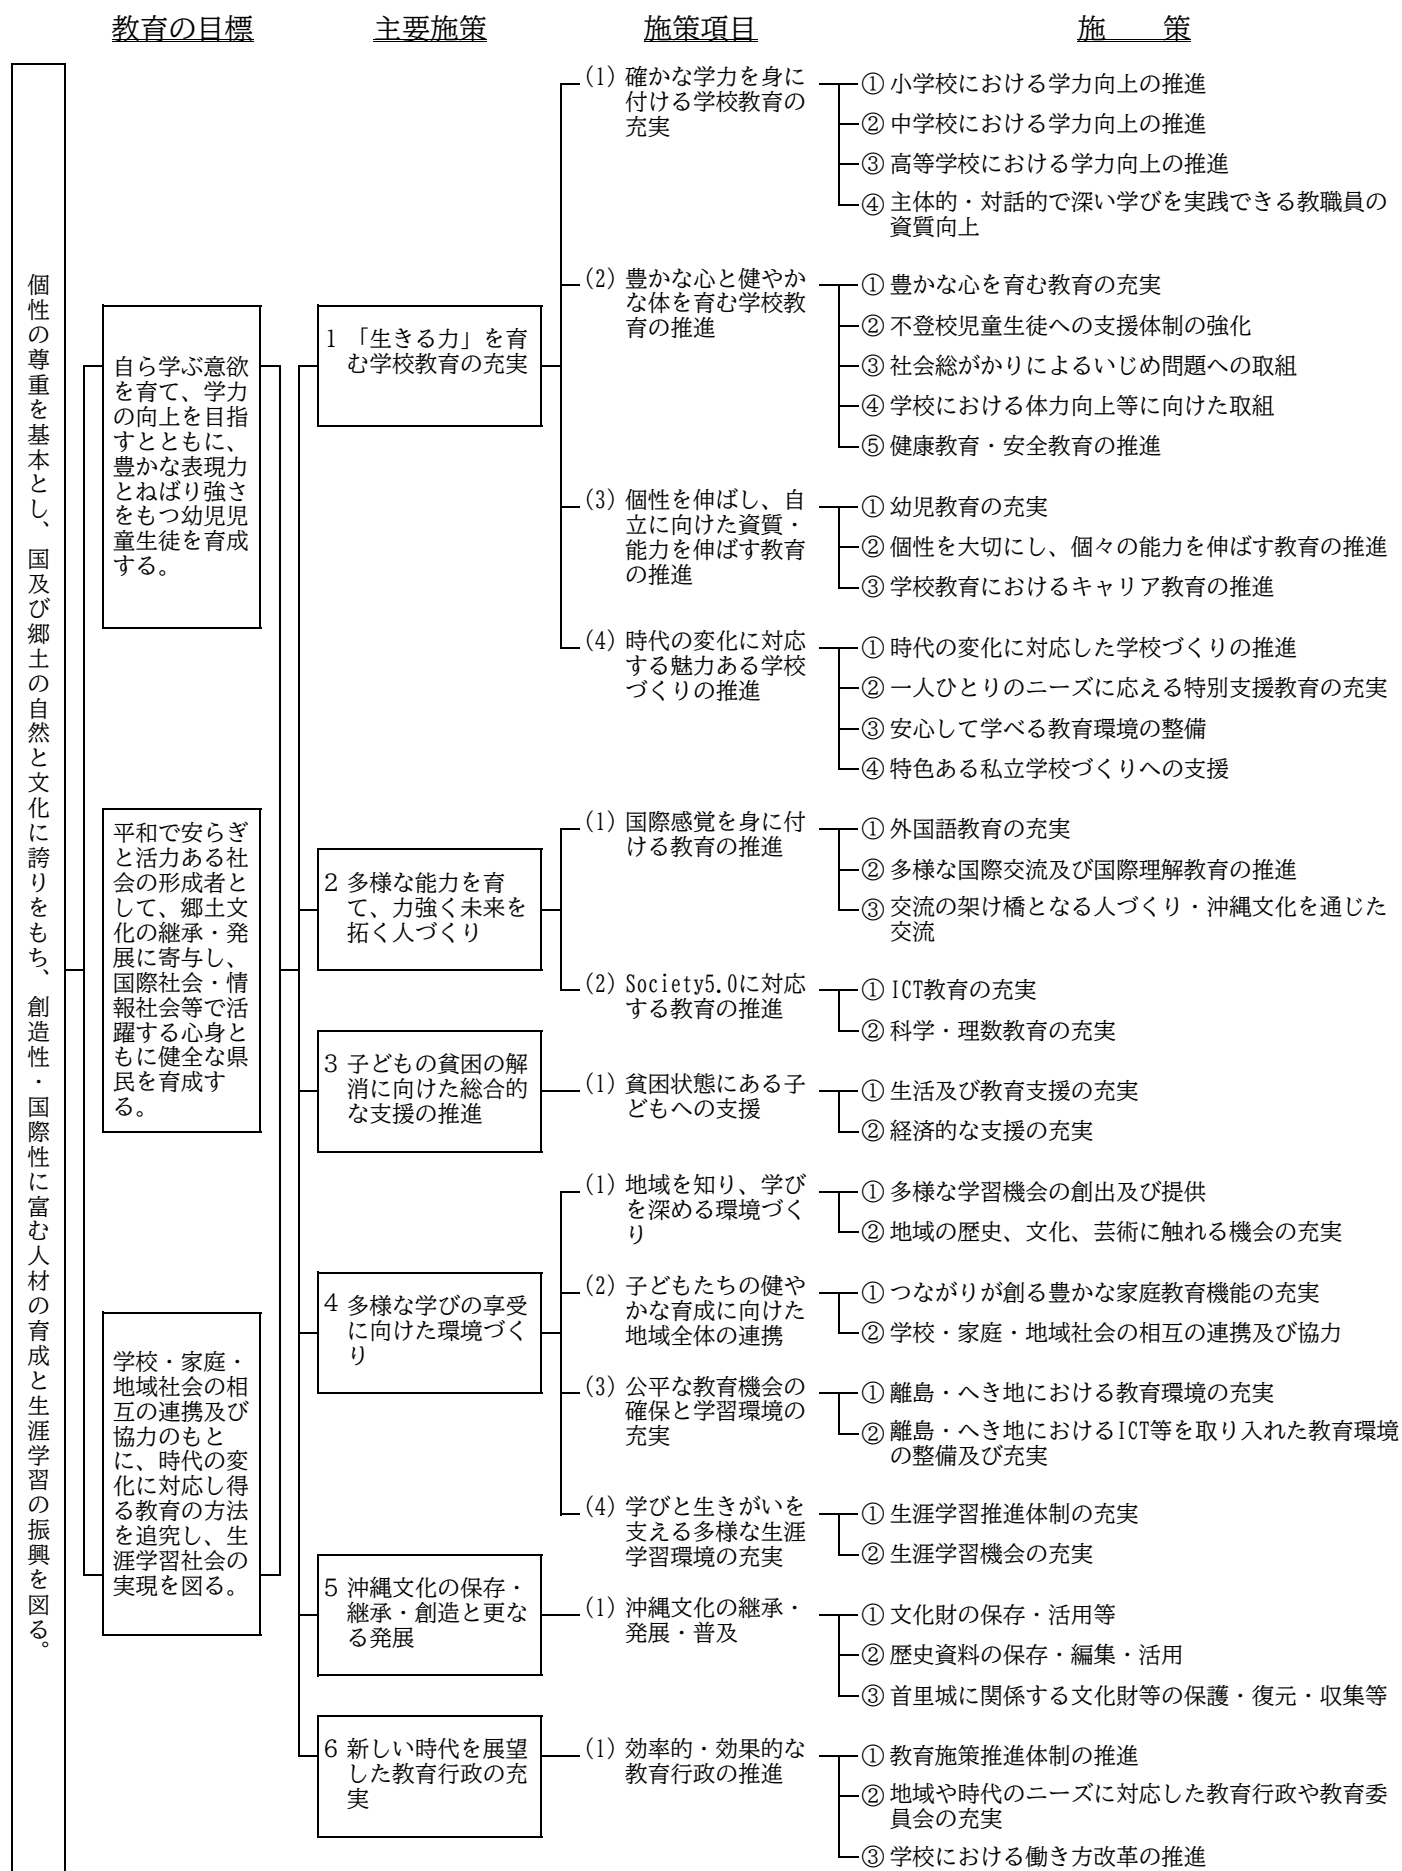 教育の目標
主要施策
施策項目
施　策
個性の尊重を基本とし、国及び郷土の自然と文化に誇りをもち、創造性・国際性に富む人材の育成と生涯学習の振興を図る。
自ら学ぶ意欲
を育て、学力
の向上を目指
すとともに、
豊かな表現力
とねばり強さ
をもつ幼児児
童生徒を育成
する。
平和で安らぎ
と活力ある社
会の形成者と
して、郷土文
化の継承・発
展に寄与し、
国際社会・情
報社会等で活
躍する心身と
もに健全な県
民を育成す
る。
学校・家庭・
地域社会の相
互の連携及び
協力のもと
に、時代の変
化に対応し得
る教育の方法
を追究し、生
涯学習社会の
実現を図る。
1 「生きる力」を育
む学校教育の充実
(1) 確かな学力を身に
付ける学校教育の
充実
① 小学校における学力向上の推進
② 中学校における学力向上の推進
③ 高等学校における学力向上の推進
④ 主体的・対話的で深い学びを実践できる教職員の
資質向上
(2) 豊かな心と健やか
な体を育む学校教
育の推進
① 豊かな心を育む教育の充実
② 不登校児童生徒への支援体制の強化
③ 社会総がかりによるいじめ問題への取組
④ 学校における体力向上等に向けた取組
⑤ 健康教育・安全教育の推進
(3) 個性を伸ばし、自
立に向けた資質・
能力を伸ばす教育
の推進
① 幼児教育の充実
② 個性を大切にし、個々の能力を伸ばす教育の推進
③ 学校教育におけるキャリア教育の推進
(4) 時代の変化に対応
する魅力ある学校
づくりの推進
① 時代の変化に対応した学校づくりの推進
② 一人ひとりのニーズに応える特別支援教育の充実
③ 安心して学べる教育環境の整備
④ 特色ある私立学校づくりへの支援
2 多様な能力を育
て、力強く未来を
拓く人づくり
(1) 国際感覚を身に付
ける教育の推進
① 外国語教育の充実
② 多様な国際交流及び国際理解教育の推進
③ 交流の架け橋となる人づくり・沖縄文化を通じた
交流
(2) Society5.0に対応
する教育の推進
① ICT教育の充実
② 科学・理数教育の充実
3 子どもの貧困の解
消に向けた総合的
な支援の推進
(1) 貧困状態にある子
どもへの支援
① 生活及び教育支援の充実
② 経済的な支援の充実
4 多様な学びの享受
に向けた環境づく
り
(1) 地域を知り、学び
を深める環境づく
り
① 多様な学習機会の創出及び提供
② 地域の歴史、文化、芸術に触れる機会の充実
(2) 子どもたちの健や
かな育成に向けた
地域全体の連携
① つながりが創る豊かな家庭教育機能の充実
② 学校・家庭・地域社会の相互の連携及び協力
(3) 公平な教育機会の
確保と学習環境の
充実
① 離島・へき地における教育環境の充実
② 離島・へき地におけるICT等を取り入れた教育環境
の整備及び充実
(4) 学びと生きがいを
支える多様な生涯
学習環境の充実
① 生涯学習推進体制の充実
② 生涯学習機会の充実
5 沖縄文化の保存・
継承・創造と更な
る発展
(1) 沖縄文化の継承・
発展・普及
① 文化財の保存・活用等
② 歴史資料の保存・編集・活用
③ 首里城に関係する文化財等の保護・復元・収集等
6 新しい時代を展望
した教育行政の充
実
(1) 効率的・効果的な
教育行政の推進
① 教育施策推進体制の推進
② 地域や時代のニーズに対応した教育行政や教育委
員会の充実
③ 学校における働き方改革の推進